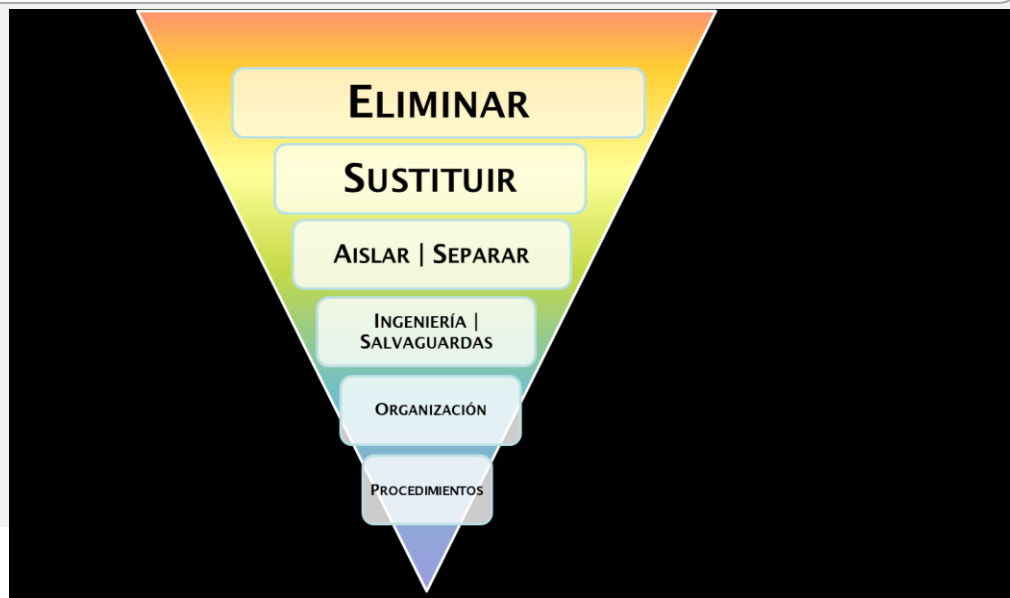 ELIMINAR
SUSTITUIR
AISLAR | SEPARAR
INGENIERÍA |
SALVAGUARDAS
ORGANIZACIÓN
PROCEDIMIENTOS